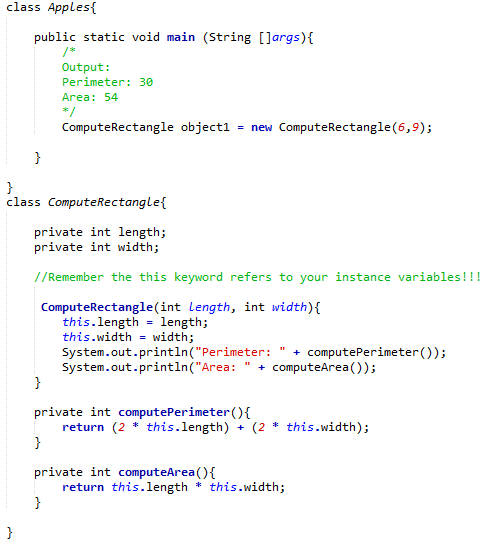 class Apples{
public static void main (String []args){
/*
Output:
Perimeter: 30
Area: 54
*/
ComputeRectangle object1 = new ComputeRectangle(6,9);
}
}
class ComputeRectangle{
private int length;
private int width;
//Remember the this keyword refers to your instance variables!!!
ComputeRectangle(int length, int width){
this.length = length;
this.width = width;
System.out.println("Perimeter: " + computePerimeter());
System.out.println("Area: " + computeArea());
}
private int computePerimeter(){
return (2 * this.length) + (2 * this.width);
}
private int computeArea(){
return this.length * this.width;
}
}